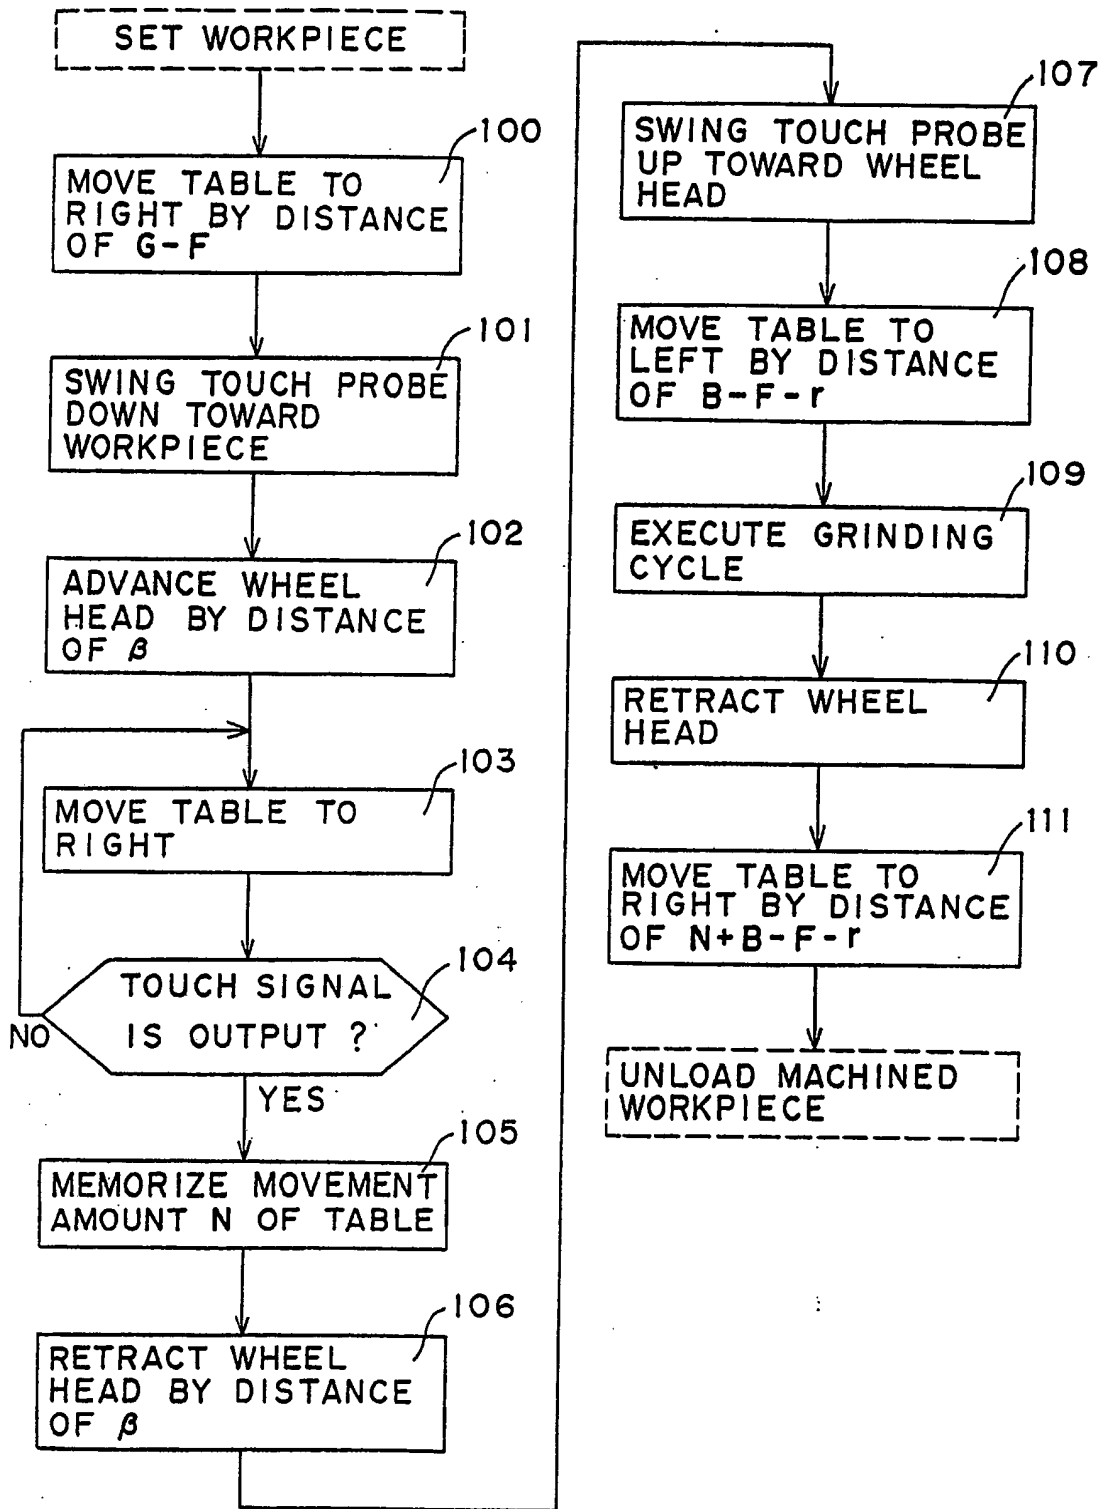 SET WORKPIECE
100
MOVE TABLE TO
RIGHT BY DISTANCE
OF G-F
101
SWING TOUCH PROBE
DOWN TOWARD
WORKPIECE
102
ADVANCE WHEEL
HEAD BY DISTANCE
OF β
103
MOVE TABLE TO
RIGHT
104
TOUCH SIGNAL
IS OUTPUT ?
NO
YES
105
MEMORIZE MOVEMENT
AMOUNT N OF TABLE
106
RETRACT WHEEL
HEAD BY DISTANCE
OF β
107
SWING TOUCH PROBE
UP TOWARD WHEEL
HEAD
108
MOVE TABLE TO
LEFT BY DISTANCE
OF B-F-r
109
EXECUTE GRINDING
CYCLE
110
RETRACT WHEEL
HEAD
111
MOVE TABLE TO
RIGHT BY DISTANCE
OF N+B-F-r
UNLOAD MACHINED
WORKPIECE